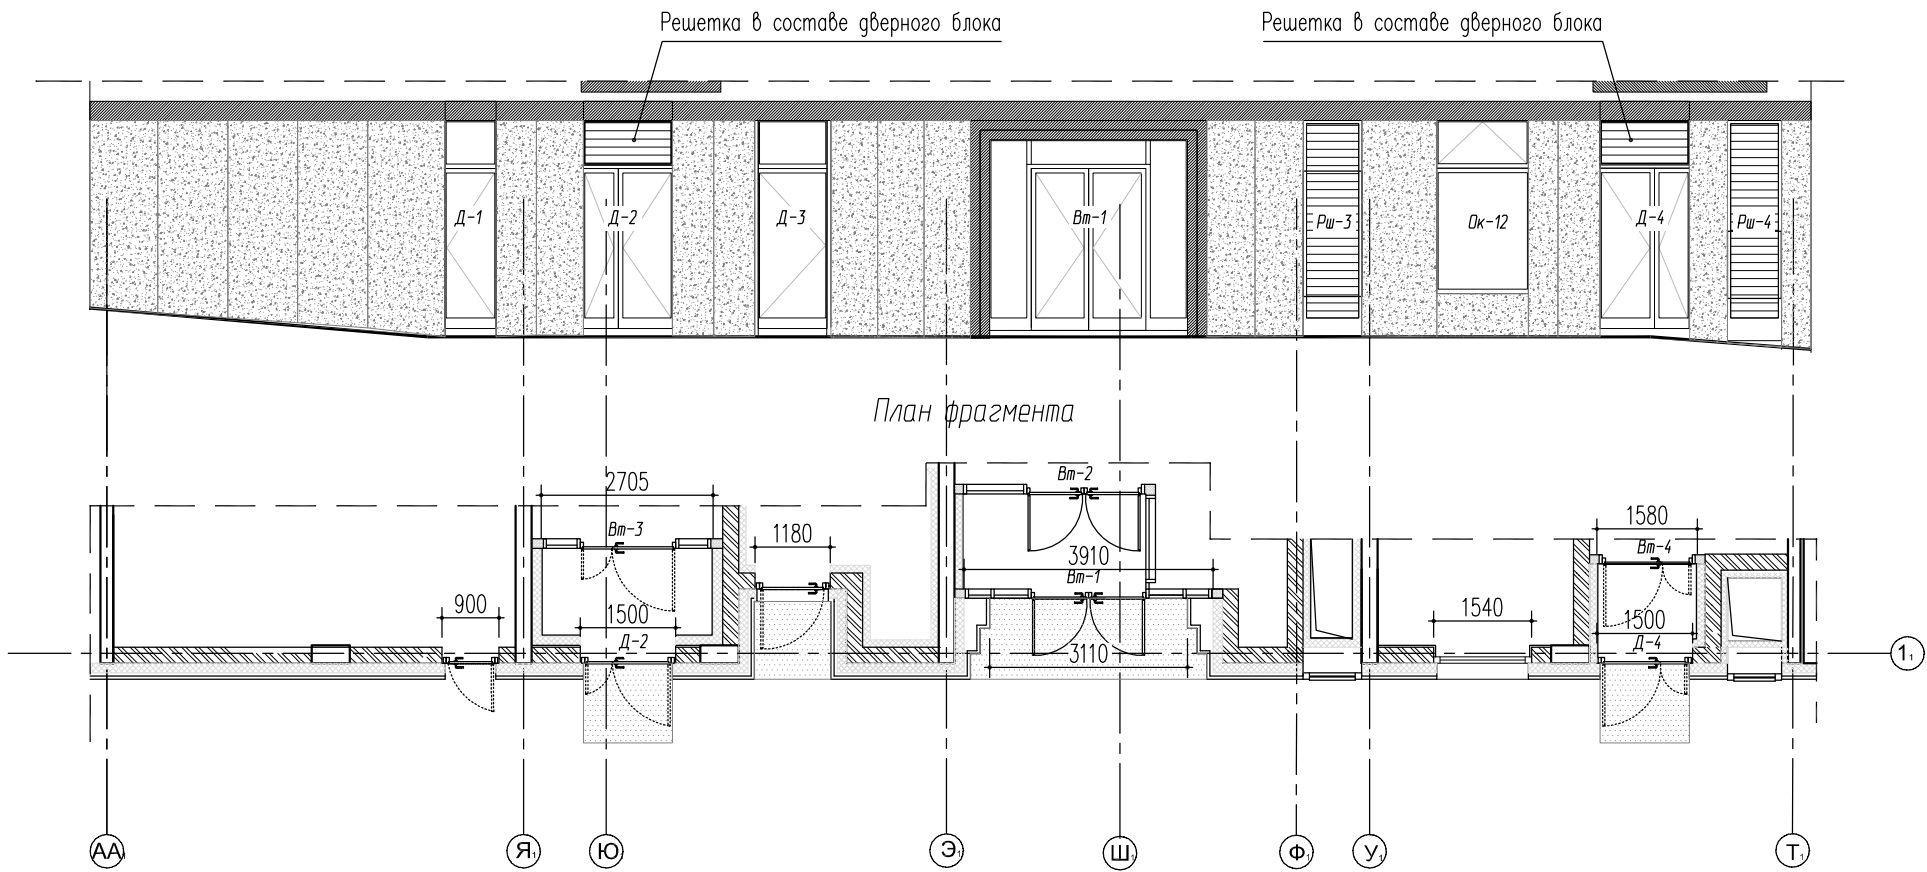 Решетка в составе дверного блока
Решетка в составе дверного блока
Д-1
Д-2
Д-3
Вт-1
Рш-3
Ок-12
Д-4
Рш-4
План фрагмента
2705
Вт-3
1180
Вт-2
3910
Вт-1
1580
Вт-4
900
1500
Д-2
3110
1540
1500
Д-4
1₁
АА₁
Я₁
Ю
Э₁
Ш₁
Ф₁
У₁
Т₁